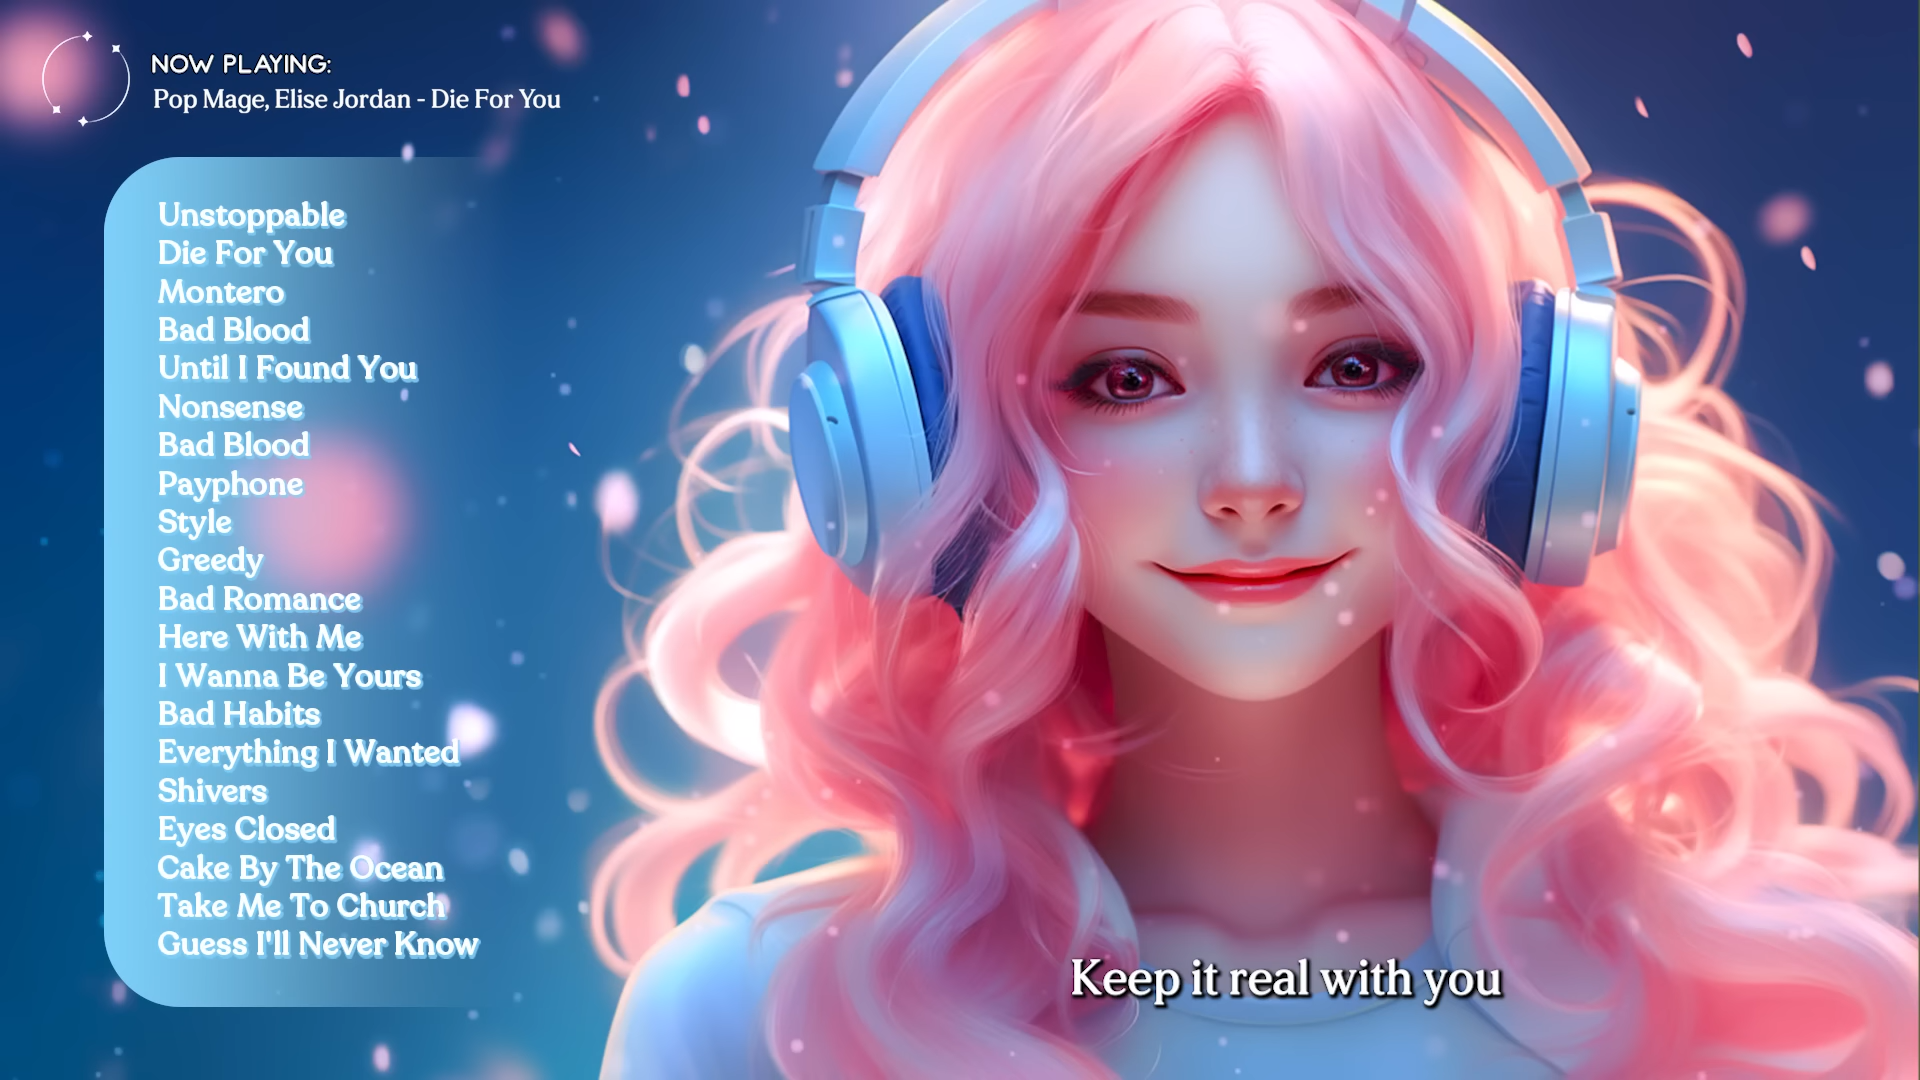 NOW PLAYING:
Pop Mage, Elise Jordan - Die For You
Unstoppable
Die For You
Montero
Bad Blood
Until I Found You
Nonsense
Bad Blood
Payphone
Style
Greedy
Bad Romance
Here With Me
I Wanna Be Yours
Bad Habits
Everything I Wanted
Shivers
Eyes Closed
Cake By The Ocean
Take Me To Church
Guess I'll Never Know
Keep it real with you